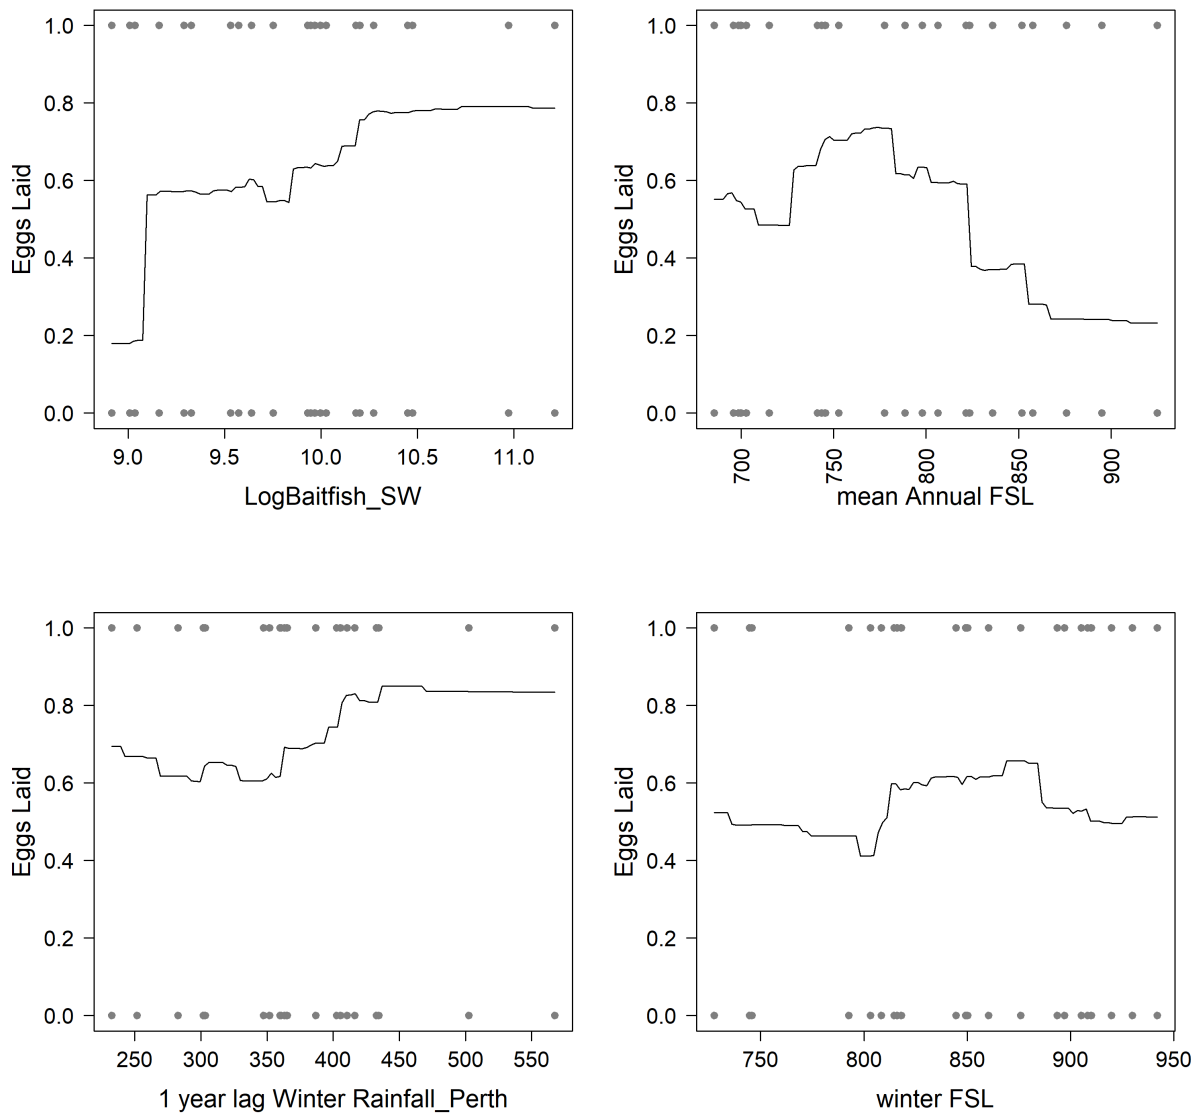 1.0
0.8
0.6
0.4
0.2
0.0
Eggs Laid
9.0 9.5 10.0 10.5 11.0
LogBaitfish_SW
1.0
0.8
0.6
0.4
0.2
0.0
Eggs Laid
700 750 800 850 900
mean Annual FSL
1.0
0.8
0.6
0.4
0.2
0.0
Eggs Laid
250 300 350 400 450 500 550
1 year lag Winter Rainfall_Perth
1.0
0.8
0.6
0.4
0.2
0.0
Eggs Laid
750 800 850 900 950
winter FSL